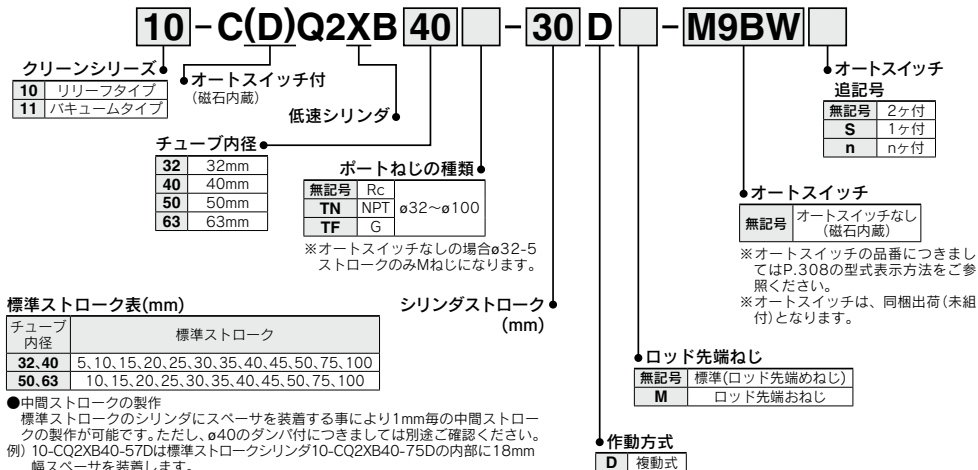 10-C(D)Q2XB40-30D-M9BW
クリーンシリーズ
10 リリーフタイプ
11 バキュームタイプ
オートスイッチ付
(磁石内蔵)
低速シリンダ
チューブ内径
32 32mm
40 40mm
50 50mm
63 63mm
ポートねじの種類
無記号 Rc ø32～ø100
TN NPT
TF G
※オートスイッチなしの場合ø32-5
ストロークのみMねじになります。
オートスイッチ
追記号
無記号 2ヶ付
S 1ヶ付
n nヶ付
オートスイッチ
無記号 オートスイッチなし
(磁石内蔵)
※オートスイッチの品番につきまし
てはP.308の型式表示方法をご参
照ください。
※オートスイッチは、同梱出荷(未組
付)となります。
シリンダストローク
(mm)
標準ストローク表(mm)
チューブ
内径 標準ストローク
32、40 5、10、15、20、25、30、35、40、45、50、75、100
50、63 10、15、20、25、30、35、40、45、50、75、100
●中間ストロークの製作
標準ストロークのシリンダにスペーサを装着する事により1mm毎の中間ストロー
クの製作が可能です。ただし、ø40のダンパ付につきましては別途ご確認ください。
例) 10-CQ2XB40-57Dは標準ストロークシリンダ10-CQ2XB40-75Dの内部に18mm
幅スペーサを装着します。
ロッド先端ねじ
無記号 標準(ロッド先端めねじ)
M ロッド先端おねじ
作動方式
D 複動式